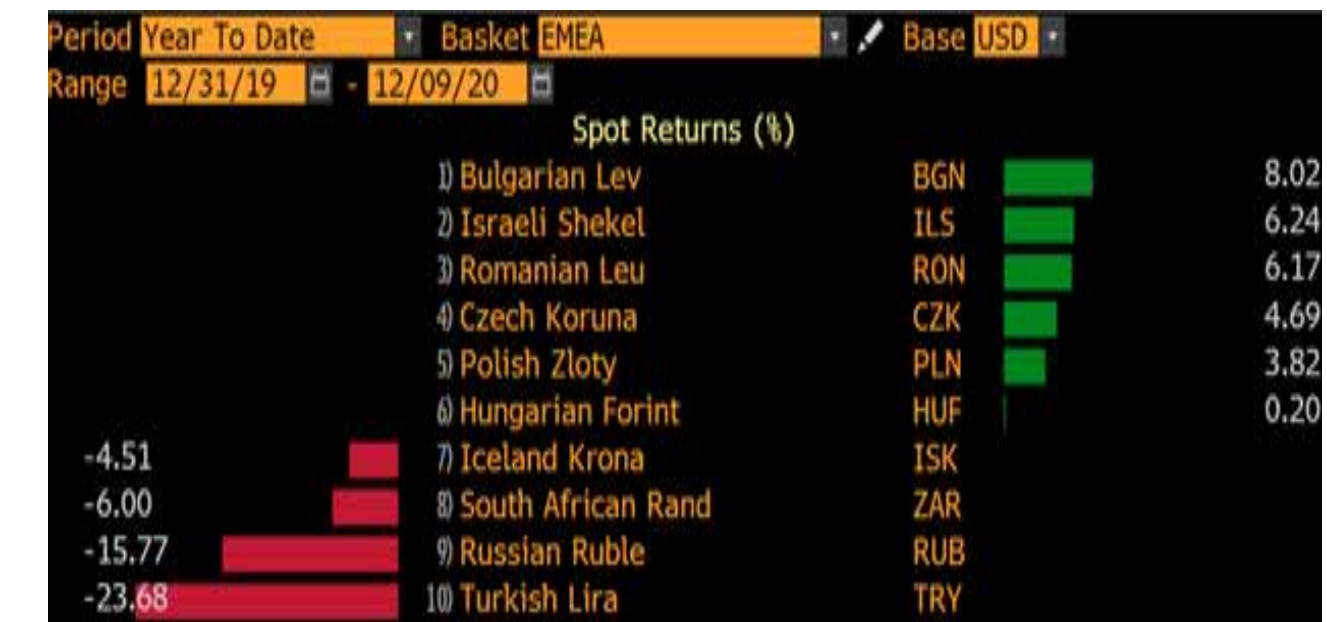 Period Year To Date Basket EMEA Base USD
Range 12/31/19 - 12/09/20
Spot Returns (%)
1) Bulgarian Lev BGN 8.02
2) Israeli Shekel ILS 6.24
3) Romanian Leu RON 6.17
4) Czech Koruna CZK 4.69
5) Polish Zloty PLN 3.82
6) Hungarian Forint HUF 0.20
-4.51 7) Iceland Krona ISK
-6.00 8) South African Rand ZAR
-15.77 9) Russian Ruble RUB
-23.68 10) Turkish Lira TRY